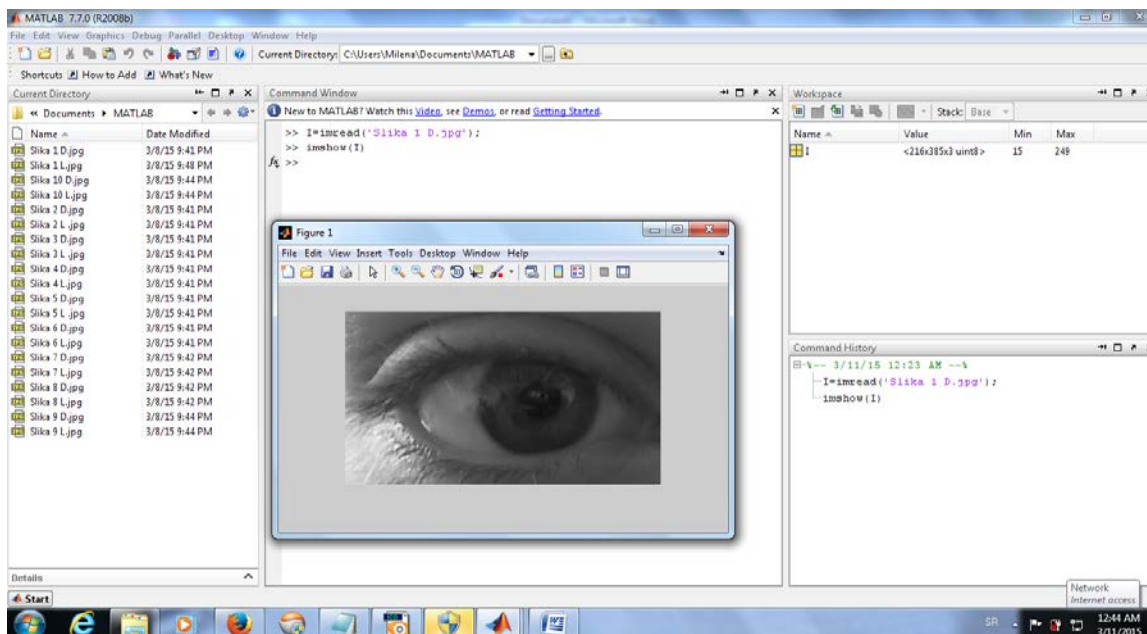 MATLAB 7.7.0 (R2008b)
File Edit View Graphics Debug Parallel Desktop Window Help
Current Directory: C:\Users\Milena\Documents\MATLAB
Shortcuts How to Add What's New
Current Directory
« Documents ▸ MATLAB
Name Date Modified
Slika 1 D.jpg 3/8/15 9:41 PM
Slika 1 L.jpg 3/8/15 9:48 PM
Slika 10 D.jpg 3/8/15 9:44 PM
Slika 10 L.jpg 3/8/15 9:44 PM
Slika 2 D.jpg 3/8/15 9:41 PM
Slika 2 L .jpg 3/8/15 9:41 PM
Slika 3 D.jpg 3/8/15 9:41 PM
Slika 3 L .jpg 3/8/15 9:41 PM
Slika 4 D.jpg 3/8/15 9:41 PM
Slika 4 L.jpg 3/8/15 9:41 PM
Slika 5 D.jpg 3/8/15 9:41 PM
Slika 5 L .jpg 3/8/15 9:41 PM
Slika 6 D.jpg 3/8/15 9:41 PM
Slika 6 L.jpg 3/8/15 9:41 PM
Slika 7 D.jpg 3/8/15 9:42 PM
Slika 7 L.jpg 3/8/15 9:42 PM
Slika 8 D.jpg 3/8/15 9:42 PM
Slika 8 L.jpg 3/8/15 9:42 PM
Slika 9 D.jpg 3/8/15 9:44 PM
Slika 9 L.jpg 3/8/15 9:44 PM
Details
Command Window
New to MATLAB? Watch this Video, see Demos, or read Getting Started.
>> I=imread('Slika 1 D.jpg');
>> imshow(I)
fx >>
Figure 1
File Edit View Insert Tools Desktop Window Help
Workspace
Stack: Base
Name Value Min Max
I <216x385x3 uint8> 15 249
Command History
%-- 3/11/15 12:23 AM --%
I=imread('Slika 1 D.jpg');
imshow(I)
Start
Network
Internet access
SR
12:44 AM
3/11/2015